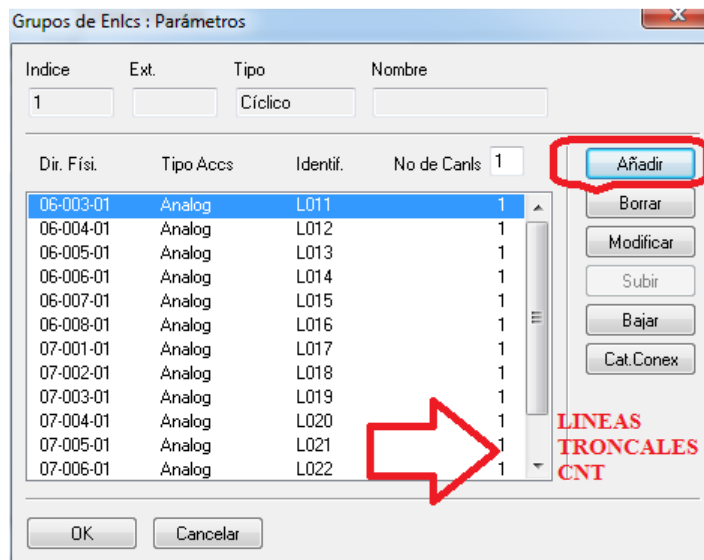 Grupos de Enlcs : Parámetros
Indice Ext. Tipo Nombre
1 Cíclico
Dir. Físi. Tipo Accs Identif. No de Canls 1 Añadir
06-003-01 Analog L011 1 Borrar
06-004-01 Analog L012 1
06-005-01 Analog L013 1 Modificar
06-006-01 Analog L014 1 Subir
06-007-01 Analog L015 1
06-008-01 Analog L016 1 Bajar
07-001-01 Analog L017 1
07-002-01 Analog L018 1 Cat.Conex
07-003-01 Analog L019 1
07-004-01 Analog L020 1 LINEAS
07-005-01 Analog L021 1 TRONCALES
07-006-01 Analog L022 1 CNT
OK Cancelar